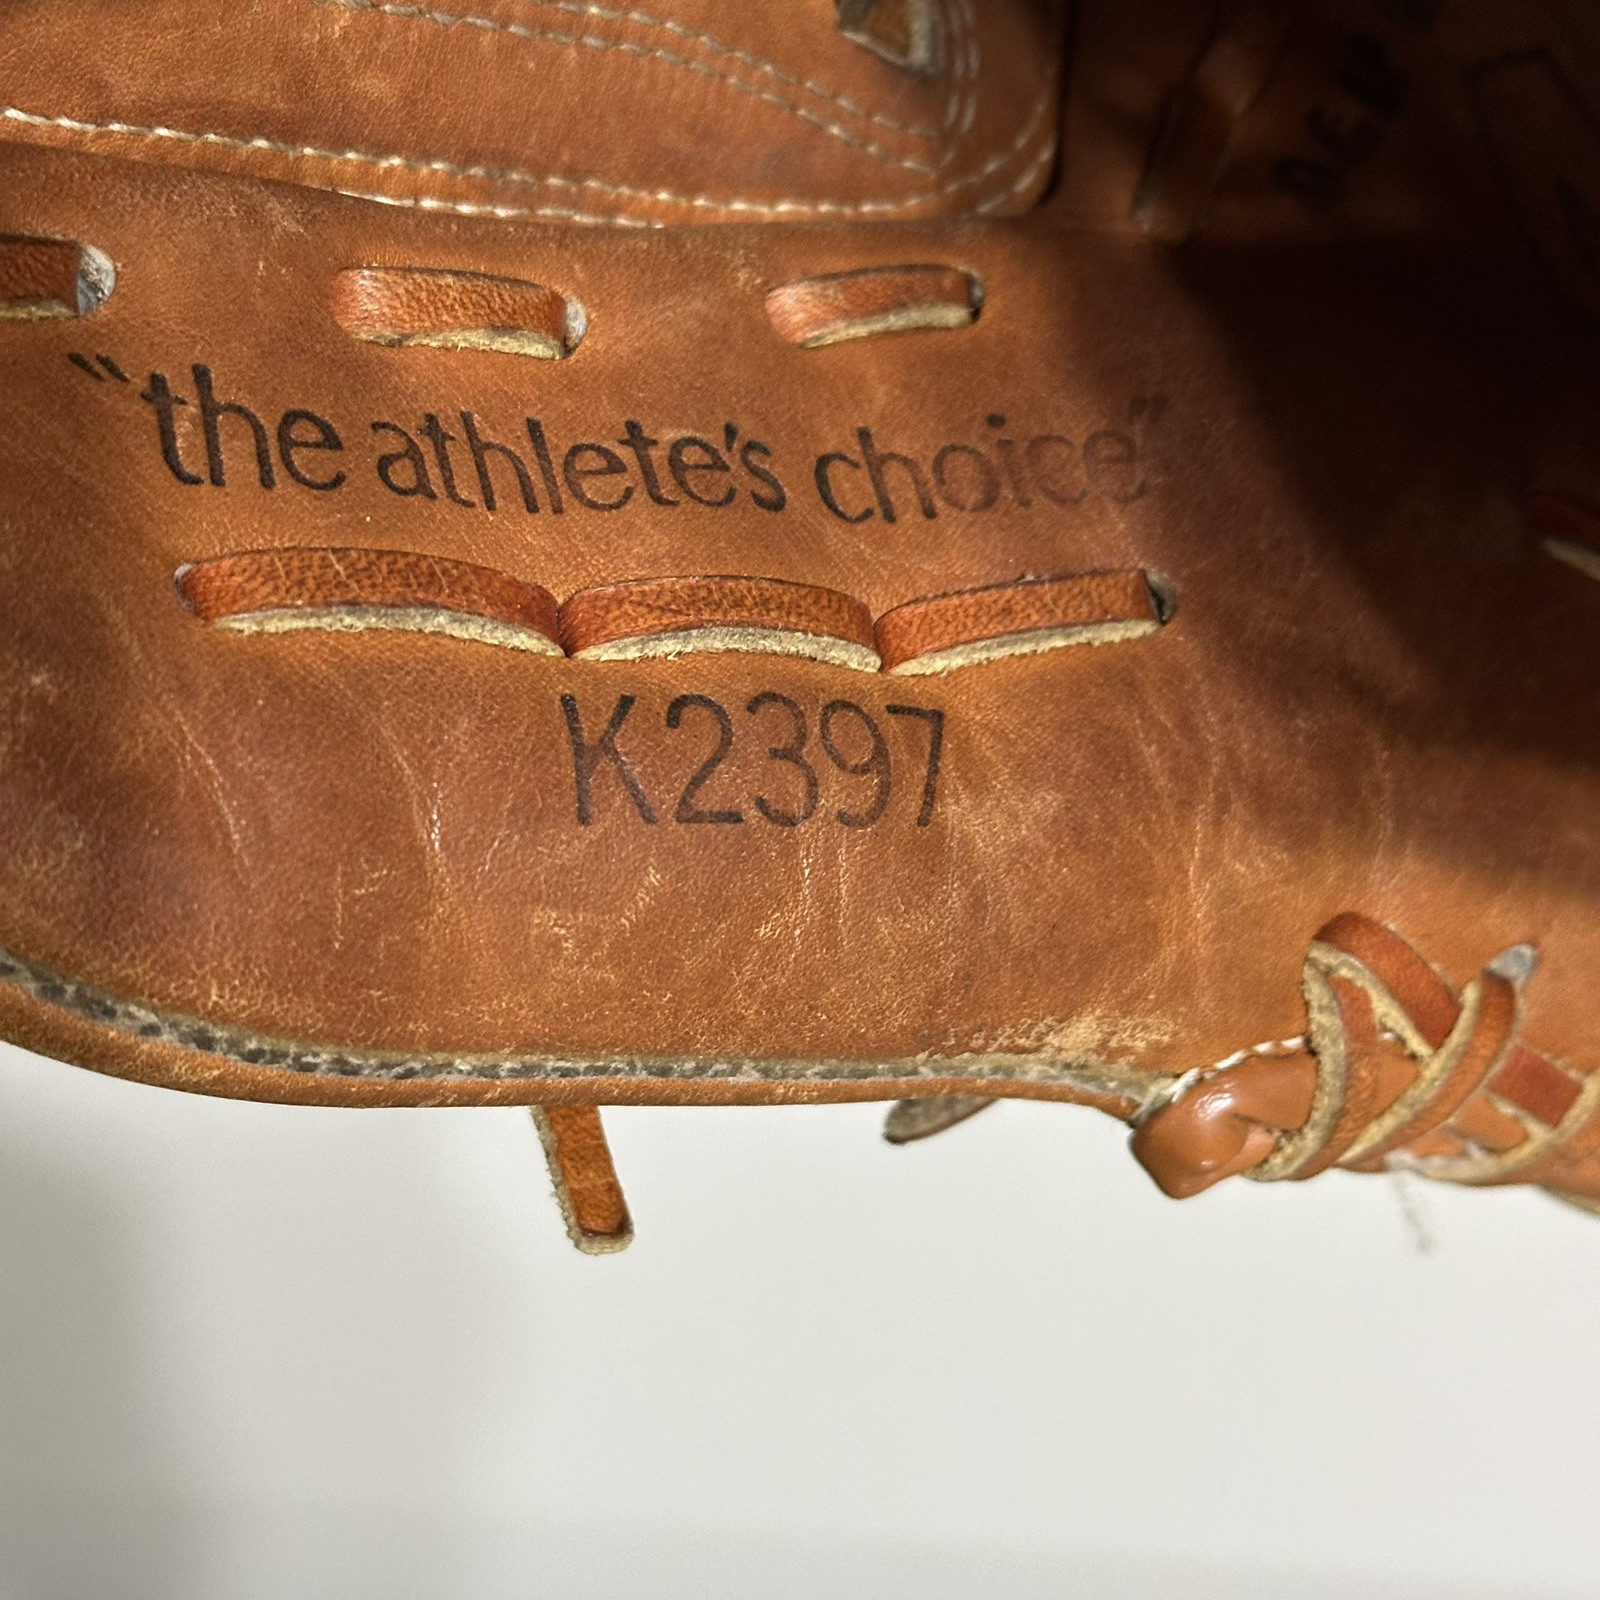 "the athlete's choice"
K2397